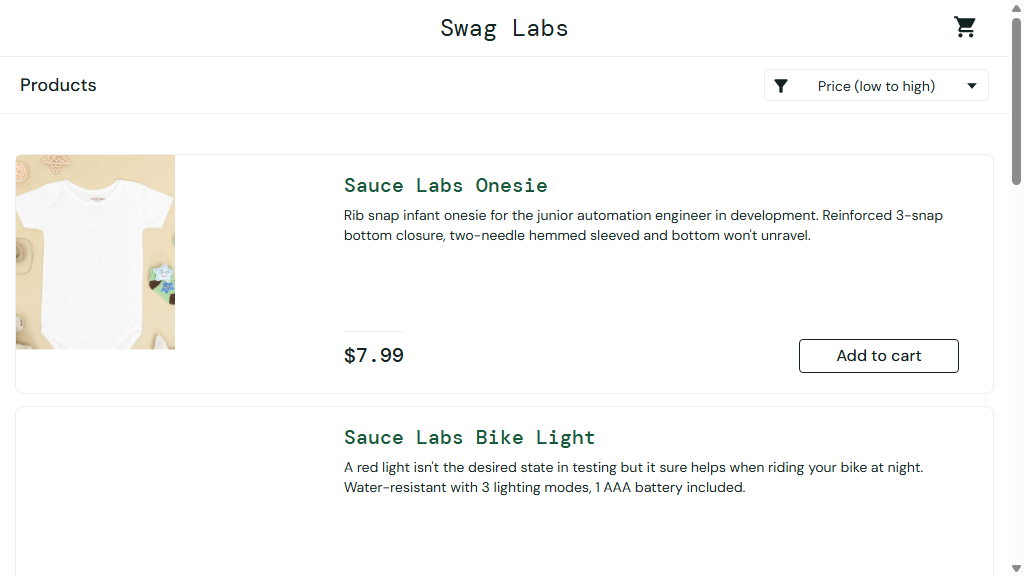 Swag Labs
Products
Price (low to high)
Sauce Labs Onesie
Rib snap infant onesie for the junior automation engineer in development. Reinforced 3-snap
bottom closure, two-needle hemmed sleeved and bottom won't unravel.
$7.99
Add to cart
Sauce Labs Bike Light
A red light isn't the desired state in testing but it sure helps when riding your bike at night.
Water-resistant with 3 lighting modes, 1 AAA battery included.